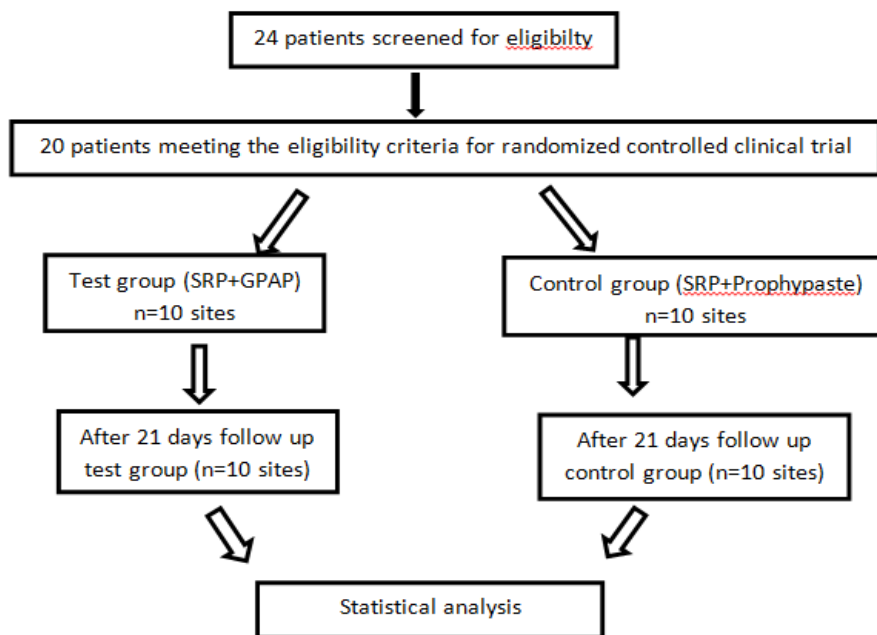 24 patients screened for eligibilty
20 patients meeting the eligibility criteria for randomized controlled clinical trial
Test group (SRP+GPAP)
n=10 sites
Control group (SRP+Prophypaste)
n=10 sites
After 21 days follow up
test group (n=10 sites)
After 21 days follow up
control group (n=10 sites)
Statistical analysis